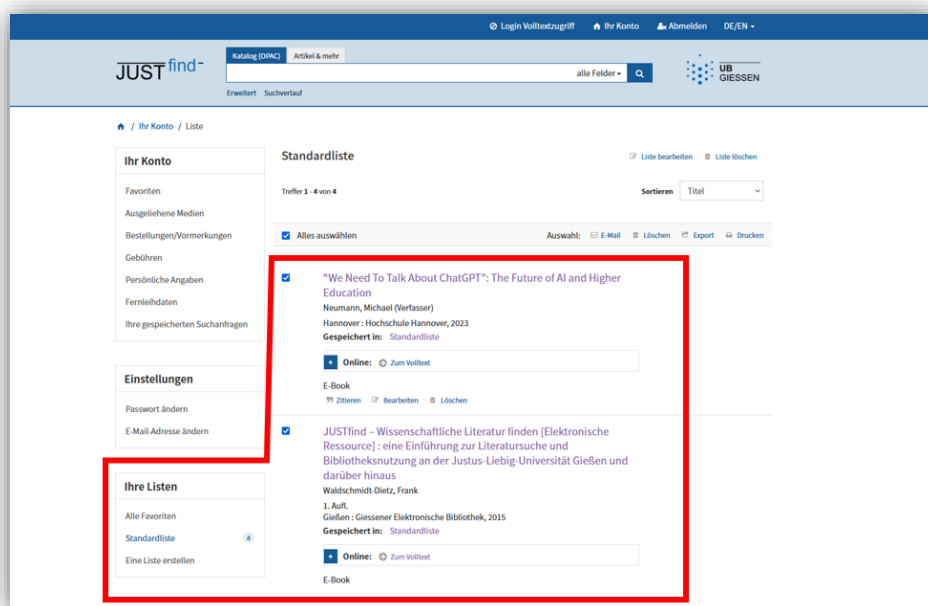 Login Volltextzugriff Ihr Konto Abmelden DE/EN
JUSTfind-
Katalog (OPAC) Artikel & mehr
alle Felder
Erweitert Suchverlauf
UB
GIESSEN
/ Ihr Konto / Liste
Ihr Konto
Favoriten
Ausgeliehene Medien
Bestellungen/Vormerkungen
Gebühren
Persönliche Angaben
Fernleihdaten
Ihre gespeicherten Suchanfragen
Einstellungen
Passwort ändern
E-Mail-Adresse ändern
Ihre Listen
Alle Favoriten
Standardliste 4
Eine Liste erstellen
Standardliste
Liste bearbeiten Liste löschen
Treffer 1 - 4 von 4
Sortieren Titel
Alles auswählen
Auswahl: E-Mail Löschen Export Drucken
"We Need To Talk About ChatGPT": The Future of AI and Higher
Education
Neumann, Michael (Verfasser)
Hannover : Hochschule Hannover, 2023
Gespeichert in: Standardliste
+ Online: Zum Volltext
E-Book
Zitieren Bearbeiten Löschen
JUSTfind – Wissenschaftliche Literatur finden [Elektronische
Ressource] : eine Einführung zur Literatursuche und
Bibliotheksnutzung an der Justus-Liebig-Universität Gießen und
darüber hinaus
Waldschmidt-Dietz, Frank
1. Aufl.
Gießen : Giessener Elektronische Bibliothek, 2015
Gespeichert in: Standardliste
+ Online: Zum Volltext
E-Book